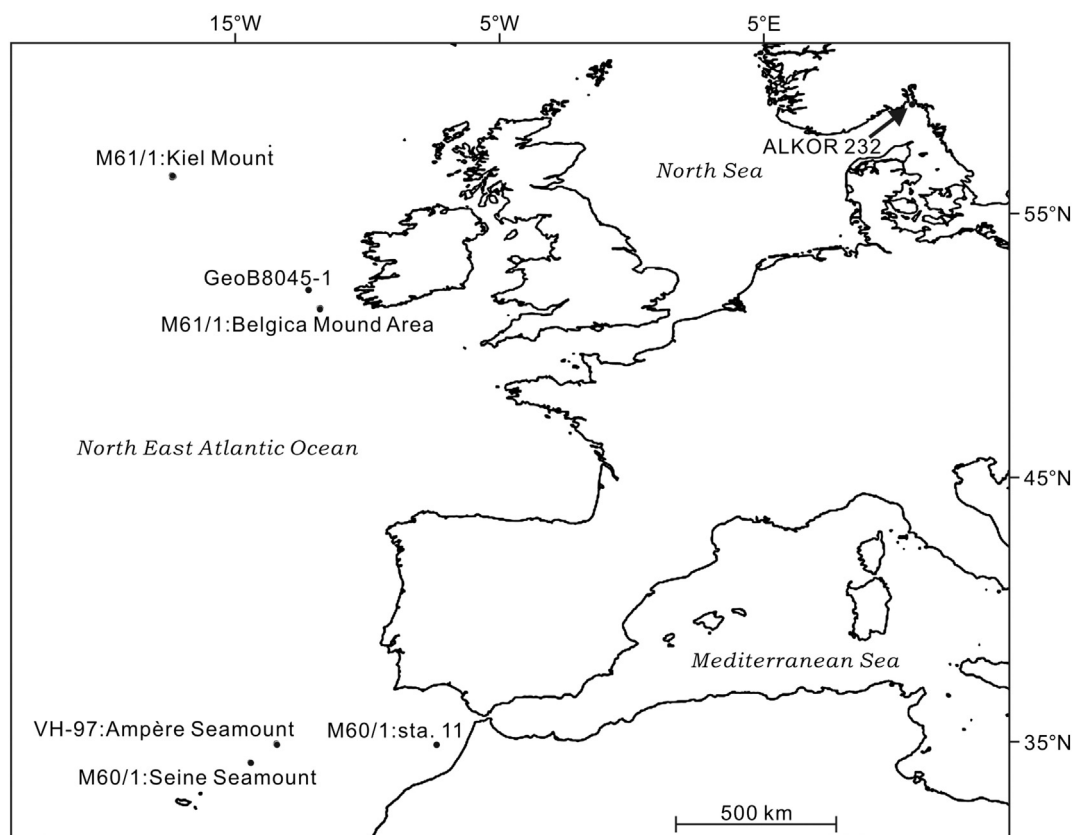 15°W
5°W
5°E
M61/1:Kiel Mount
ALKOR 232
North Sea
55°N
GeoB8045-1
M61/1:Belgica Mound Area
North East Atlantic Ocean
45°N
Mediterranean Sea
VH-97:Ampère Seamount
M60/1:sta. 11
35°N
M60/1:Seine Seamount
500 km